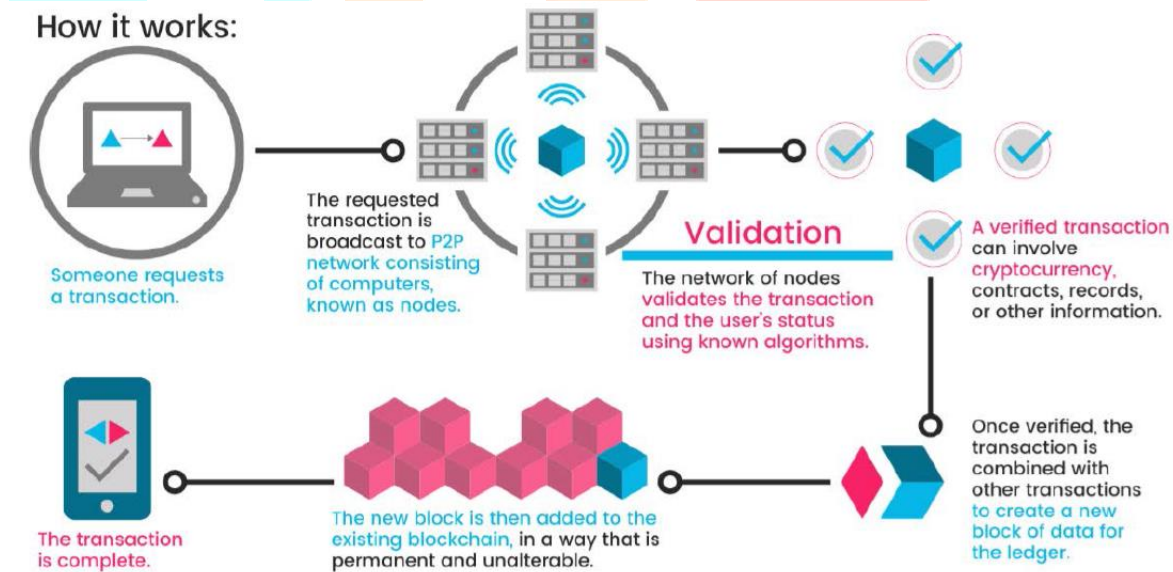 How it works:
Someone requests
a transaction.
The requested
transaction is
broadcast to P2P
network consisting
of computers,
known as nodes.
Validation
The network of nodes
validates the transaction
and the user's status
using known algorithms.
A verified transaction
can involve
cryptocurrency,
contracts, records,
or other information.
Once verified, the
transaction is
combined with
other transactions
to create a new
block of data for
the ledger.
The new block is then added to the
existing blockchain, in a way that is
permanent and unalterable.
The transaction
is complete.